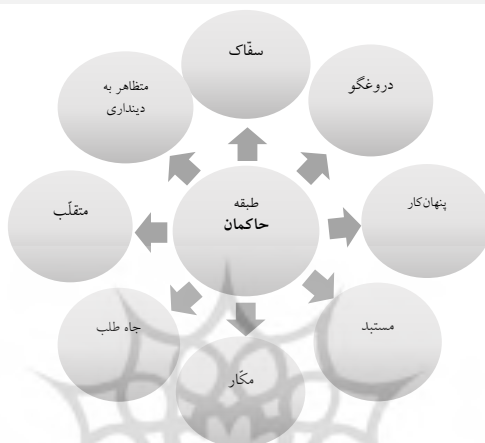 سفّاک
دروغگو
متظاهر به
دینداری
پنهان‌کار
طبقه
حاکمان
متقلّب
مستبد
جاه طلب
مکّار